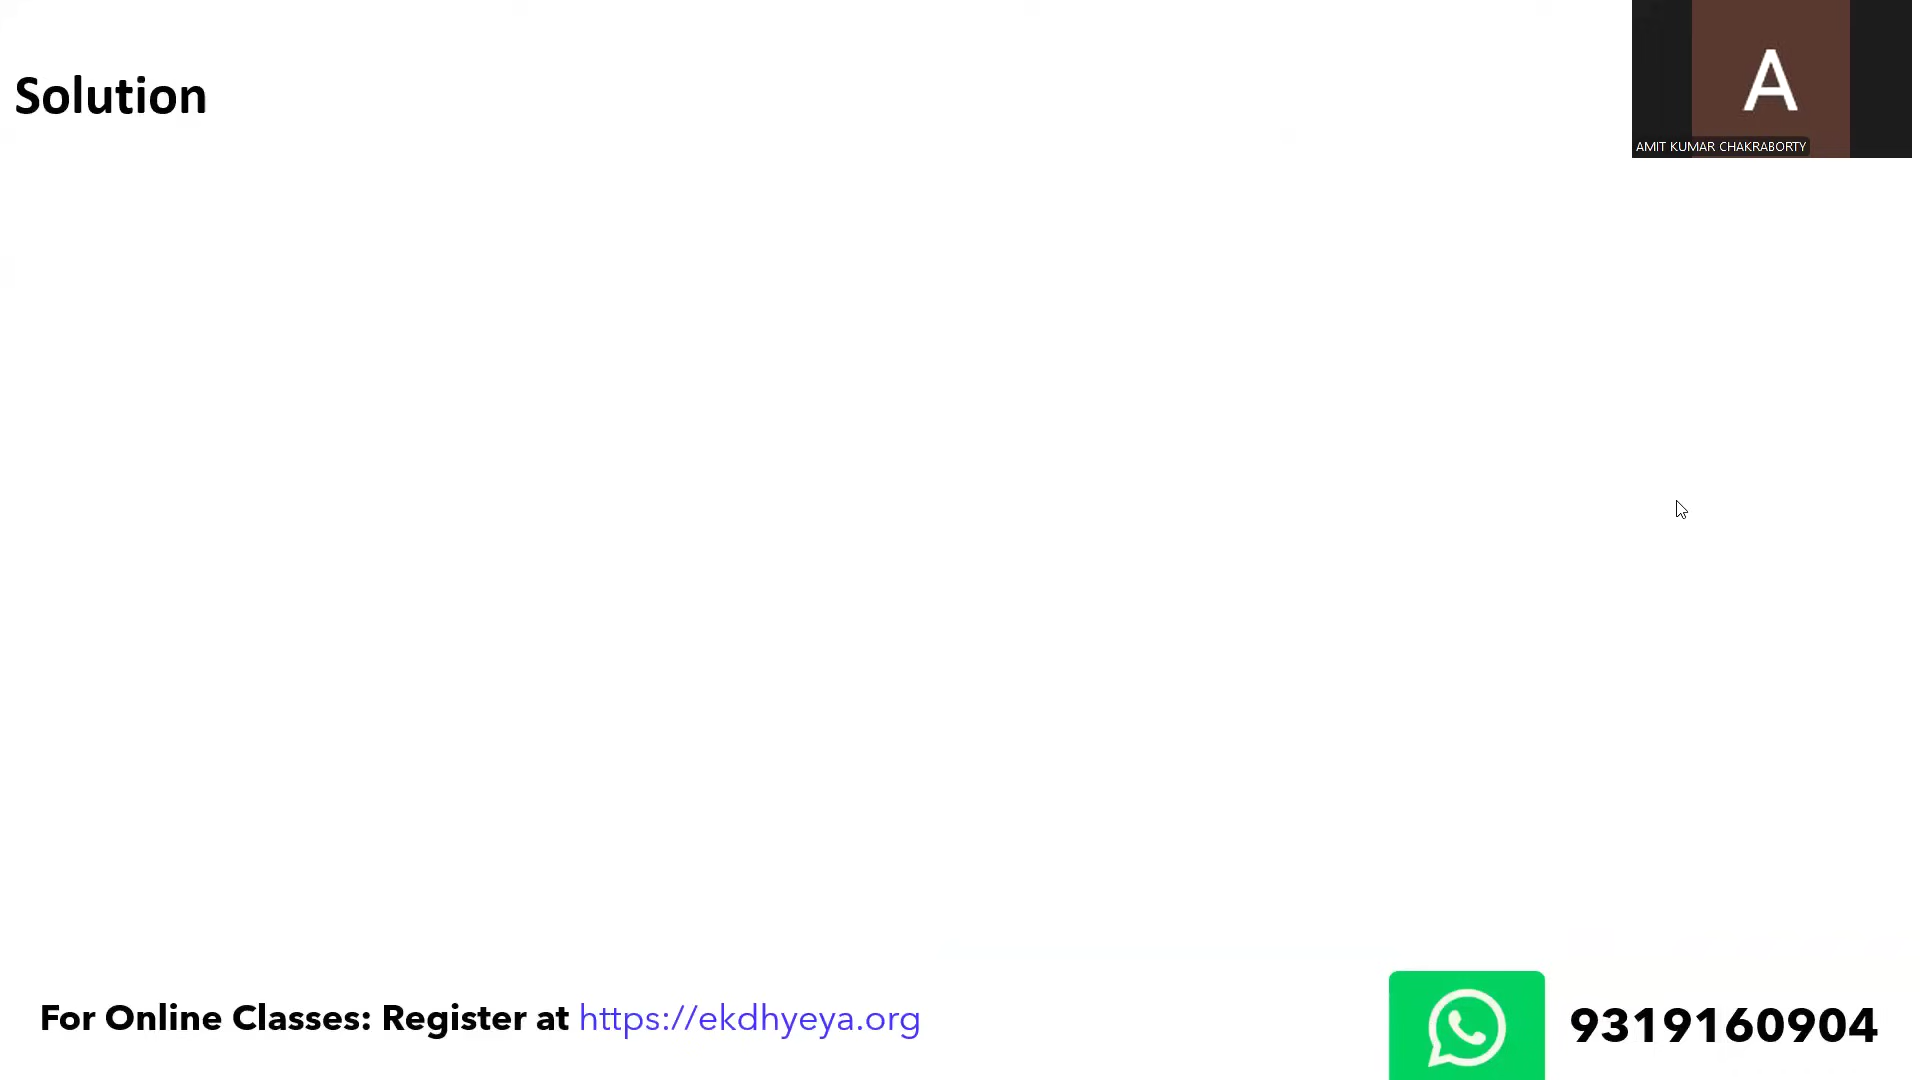 Solution
A
AMIT KUMAR CHAKRABORTY
For Online Classes: Register at https://ekdhyeya.org
9319160904